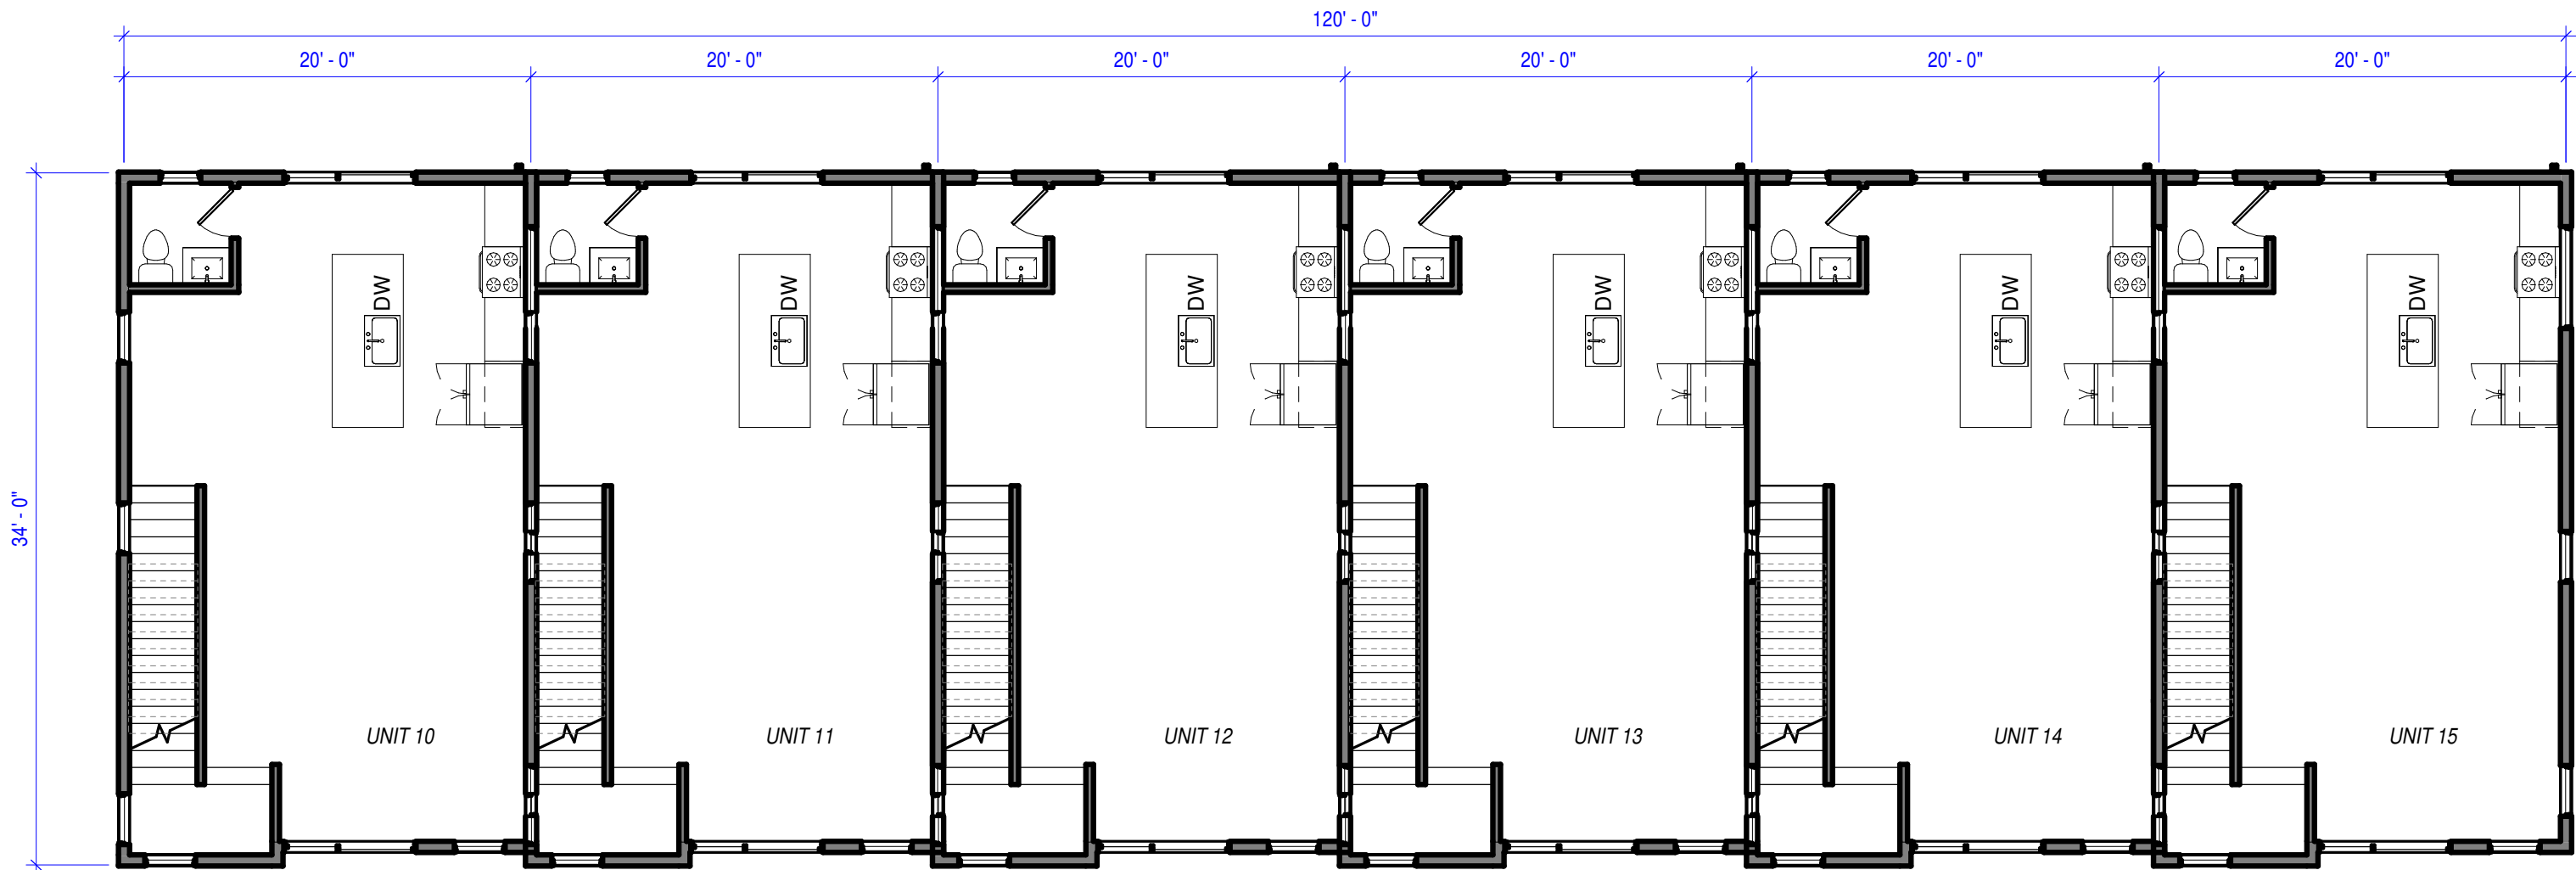 120' - 0"
20' - 0" 20' - 0" 20' - 0" 20' - 0" 20' - 0" 20' - 0"
DW DW DW DW DW DW
34' - 0"
UNIT 10 UNIT 11 UNIT 12 UNIT 13 UNIT 14 UNIT 15